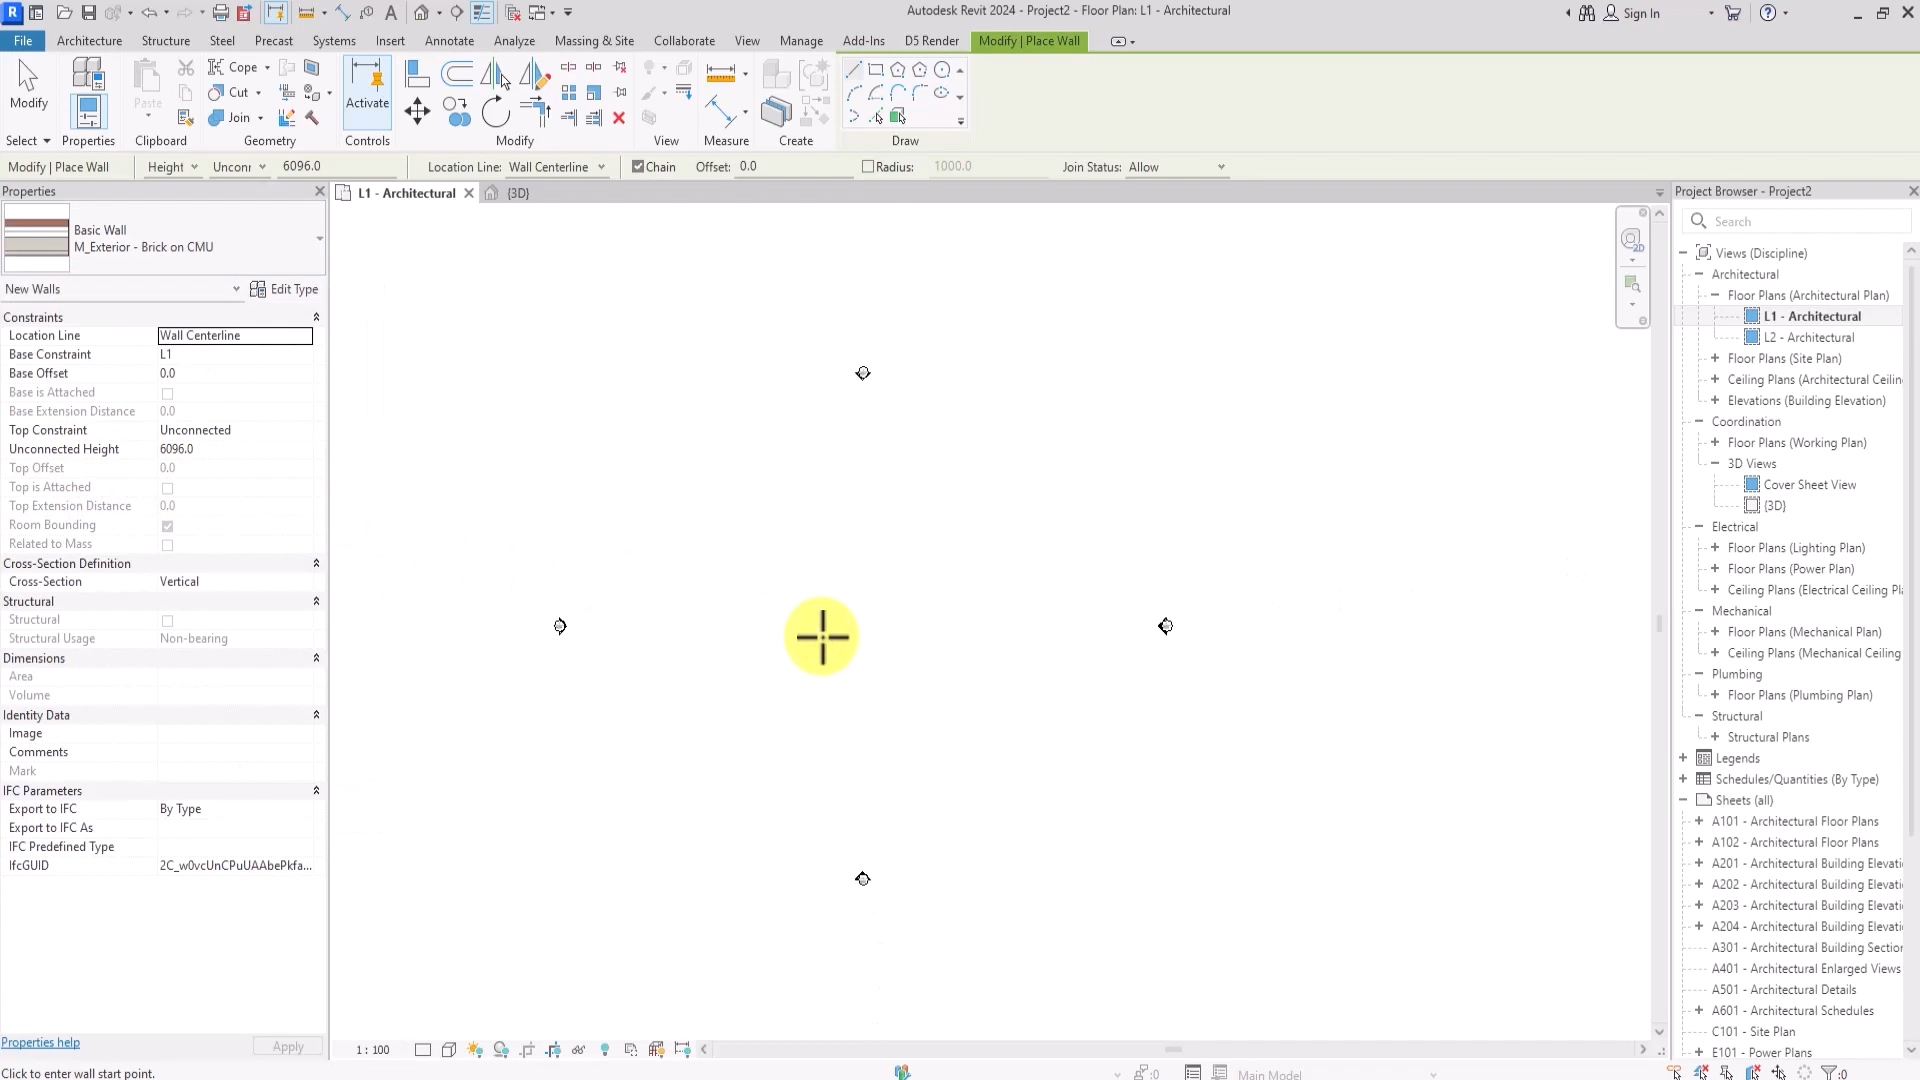 Autodesk Revit 2024 - Project2 - Floor Plan: L1 - Architectural
Sign In
File Architecture Structure Steel Precast Systems Insert Annotate Analyze Massing & Site Collaborate View Manage Add-Ins D5 Render Modify | Place Wall
Modify
Paste
Cope
Cut
Join
Activate
Select Properties Clipboard Geometry Controls Modify View Measure Create Draw
Modify | Place Wall Height Unconr 6096.0 Location Line: Wall Centerline Chain Offset: 0.0 Radius: 1000.0 Join Status: Allow
Properties
Basic Wall
M_Exterior - Brick on CMU
New Walls Edit Type
Constraints
Location Line Wall Centerline
Base Constraint L1
Base Offset 0.0
Base is Attached
Base Extension Distance 0.0
Top Constraint Unconnected
Unconnected Height 6096.0
Top Offset 0.0
Top is Attached
Top Extension Distance 0.0
Room Bounding
Related to Mass
Cross-Section Definition
Cross-Section Vertical
Structural
Structural
Structural Usage Non-bearing
Dimensions
Area
Volume
Identity Data
Image
Comments
Mark
IFC Parameters
Export to IFC By Type
Export to IFC As
IFC Predefined Type
IfcGUID 2C_w0vcUnCPuUAAbePkfa...
Properties help Apply
L1 - Architectural {3D}
2D
1 : 100
Click to enter wall start point.
:0 Main Model :0
Project Browser - Project2
Search
Views (Discipline)
Architectural
Floor Plans (Architectural Plan)
L1 - Architectural
L2 - Architectural
Floor Plans (Site Plan)
Ceiling Plans (Architectural Ceilin
Elevations (Building Elevation)
Coordination
Floor Plans (Working Plan)
3D Views
Cover Sheet View
{3D}
Electrical
Floor Plans (Lighting Plan)
Floor Plans (Power Plan)
Ceiling Plans (Electrical Ceiling Pl
Mechanical
Floor Plans (Mechanical Plan)
Ceiling Plans (Mechanical Ceiling
Plumbing
Floor Plans (Plumbing Plan)
Structural
Structural Plans
Legends
Schedules/Quantities (By Type)
Sheets (all)
A101 - Architectural Floor Plans
A102 - Architectural Floor Plans
A201 - Architectural Building Elevati
A202 - Architectural Building Elevati
A203 - Architectural Building Elevati
A204 - Architectural Building Elevati
A301 - Architectural Building Section
A401 - Architectural Enlarged Views
A501 - Architectural Details
A601 - Architectural Schedules
C101 - Site Plan
E101 - Power Plans